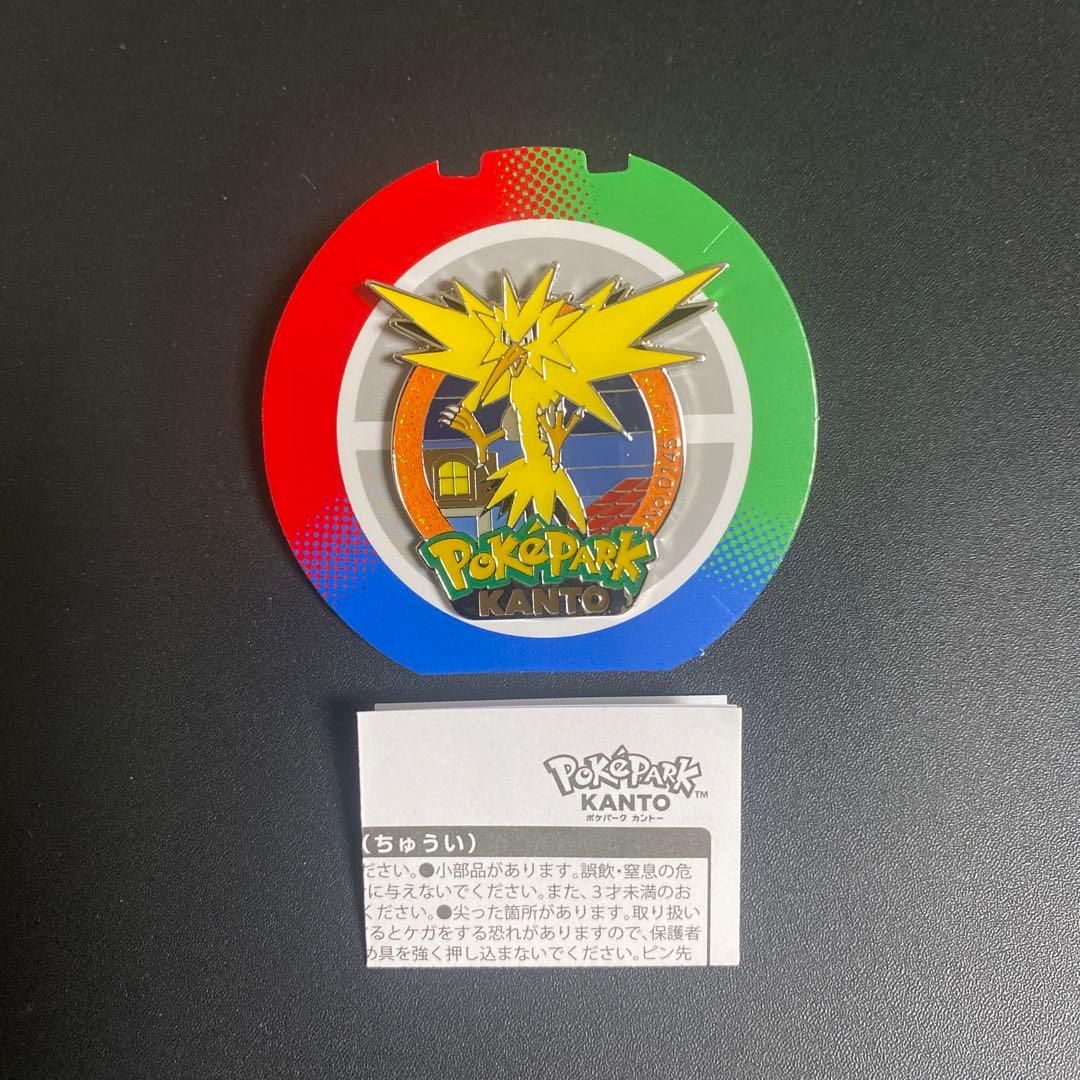 No.0145
POKéPARK
KANTO
POKéPARK
KANTO™
ポケパーク カントー
(ちゅうい)
ださい。●小部品があります。誤飲・窒息の危
に与えないでください。また、3才未満のお
ください。●尖った箇所があります。取り扱い
するとケガをする恐れがありますので、保護者
め具を強く押し込まないでください。ピン先